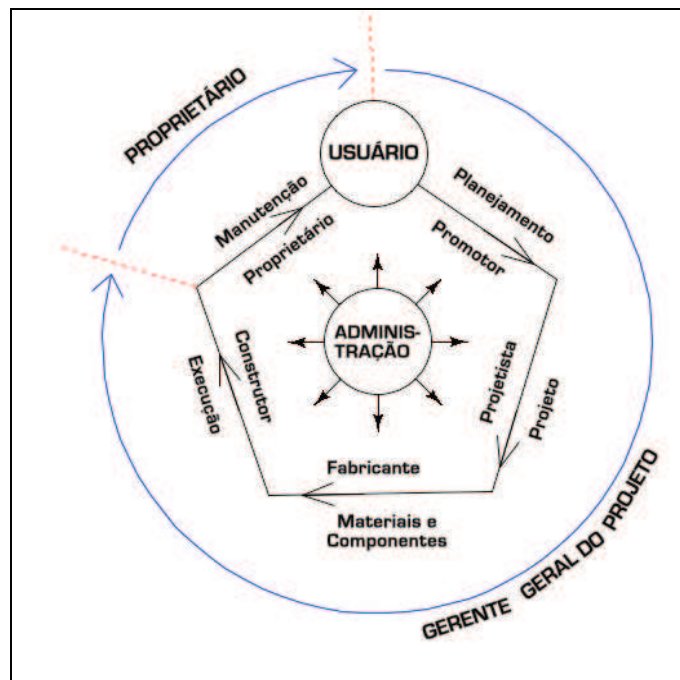 PROPRIETÁRIO
USUÁRIO
Manutenção
Proprietário
Planejamento
Promotor
ADMINIS-
TRAÇÃO
Projetista
Projeto
Construtor
Execução
Fabricante
Materiais e
Componentes
GERENTE GERAL DO PROJETO